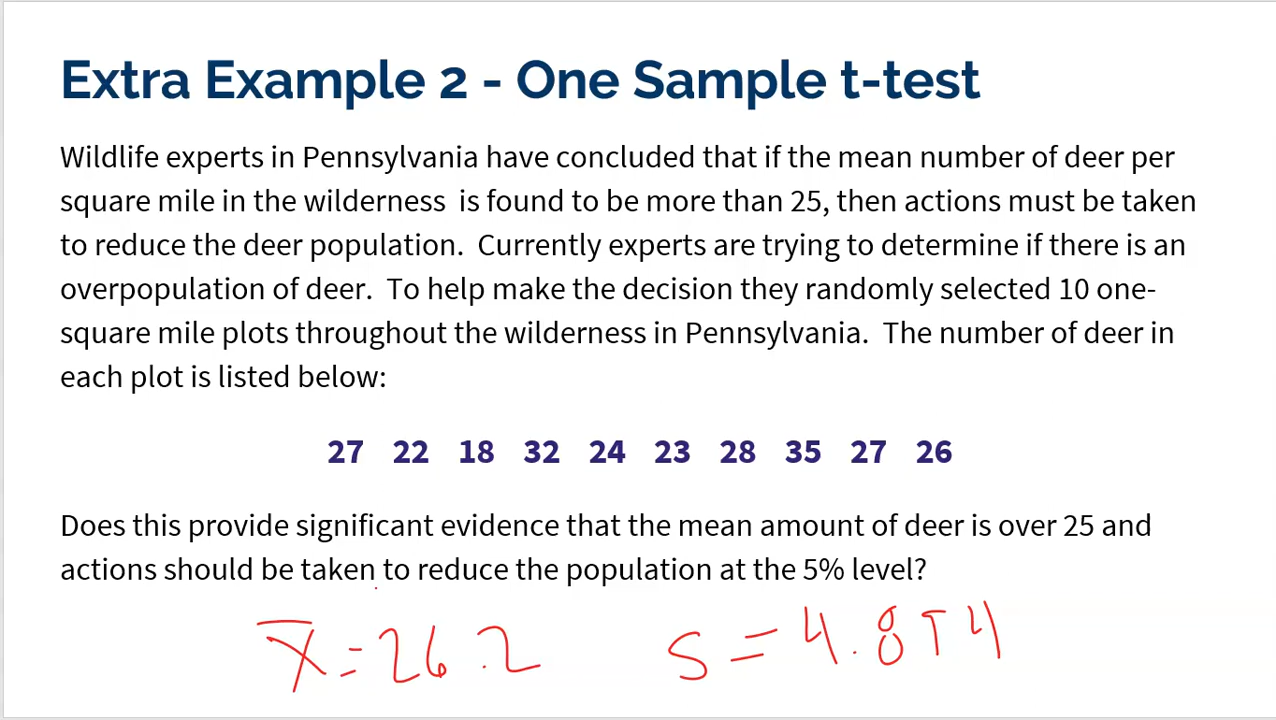 Extra Example 2 - One Sample t-test
Wildlife experts in Pennsylvania have concluded that if the mean number of deer per
square mile in the wilderness is found to be more than 25, then actions must be taken
to reduce the deer population. Currently experts are trying to determine if there is an
overpopulation of deer. To help make the decision they randomly selected 10 one-
square mile plots throughout the wilderness in Pennsylvania. The number of deer in
each plot is listed below:
27 22 18 32 24 23 28 35 27 26
Does this provide significant evidence that the mean amount of deer is over 25 and
actions should be taken to reduce the population at the 5% level?
x̄ = 26.2 s =